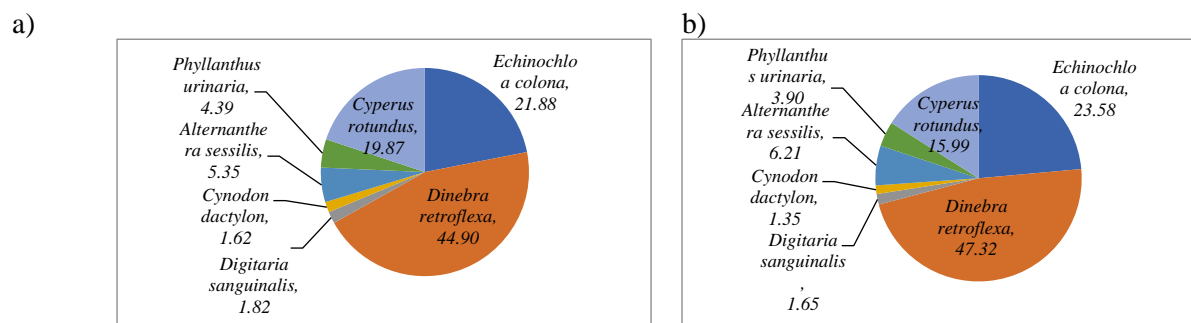 a)
Phyllanthus
urinaria,
4.39
Alternanthe
ra sessilis,
5.35
Cynodon
dactylon,
1.62
Digitaria
sanguinalis,
1.82
Cyperus
rotundus,
19.87
Echinochlo
a colona,
21.88
Dinebra
retroflexa,
44.90
b)
Phyllanthu
s urinaria,
3.90
Alternanthe
ra sessilis,
6.21
Cynodon
dactylon,
1.35
Digitaria
sanguinalis
,
1.65
Cyperus
rotundus,
15.99
Echinochlo
a colona,
23.58
Dinebra
retroflexa,
47.32